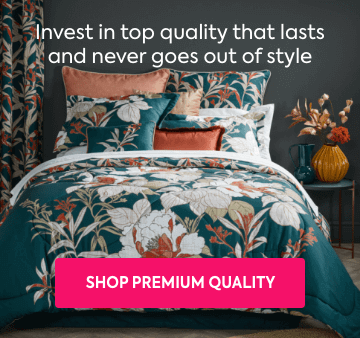 Invest in top quality that lasts
and never goes out of style
SHOP PREMIUM QUALITY